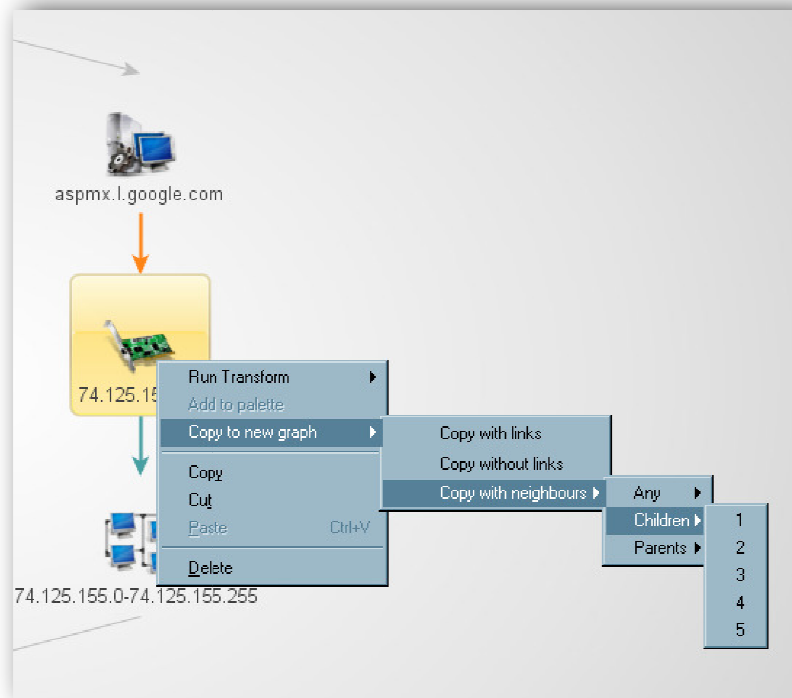 aspmx.l.google.com
74.125.15
Run Transform
Add to palette
Copy to new graph
Copy
Cut
Paste Ctrl+V
Delete
Copy with links
Copy without links
Copy with neighbours
Any
Children
Parents
1
2
3
4
5
74.125.155.0-74.125.155.255